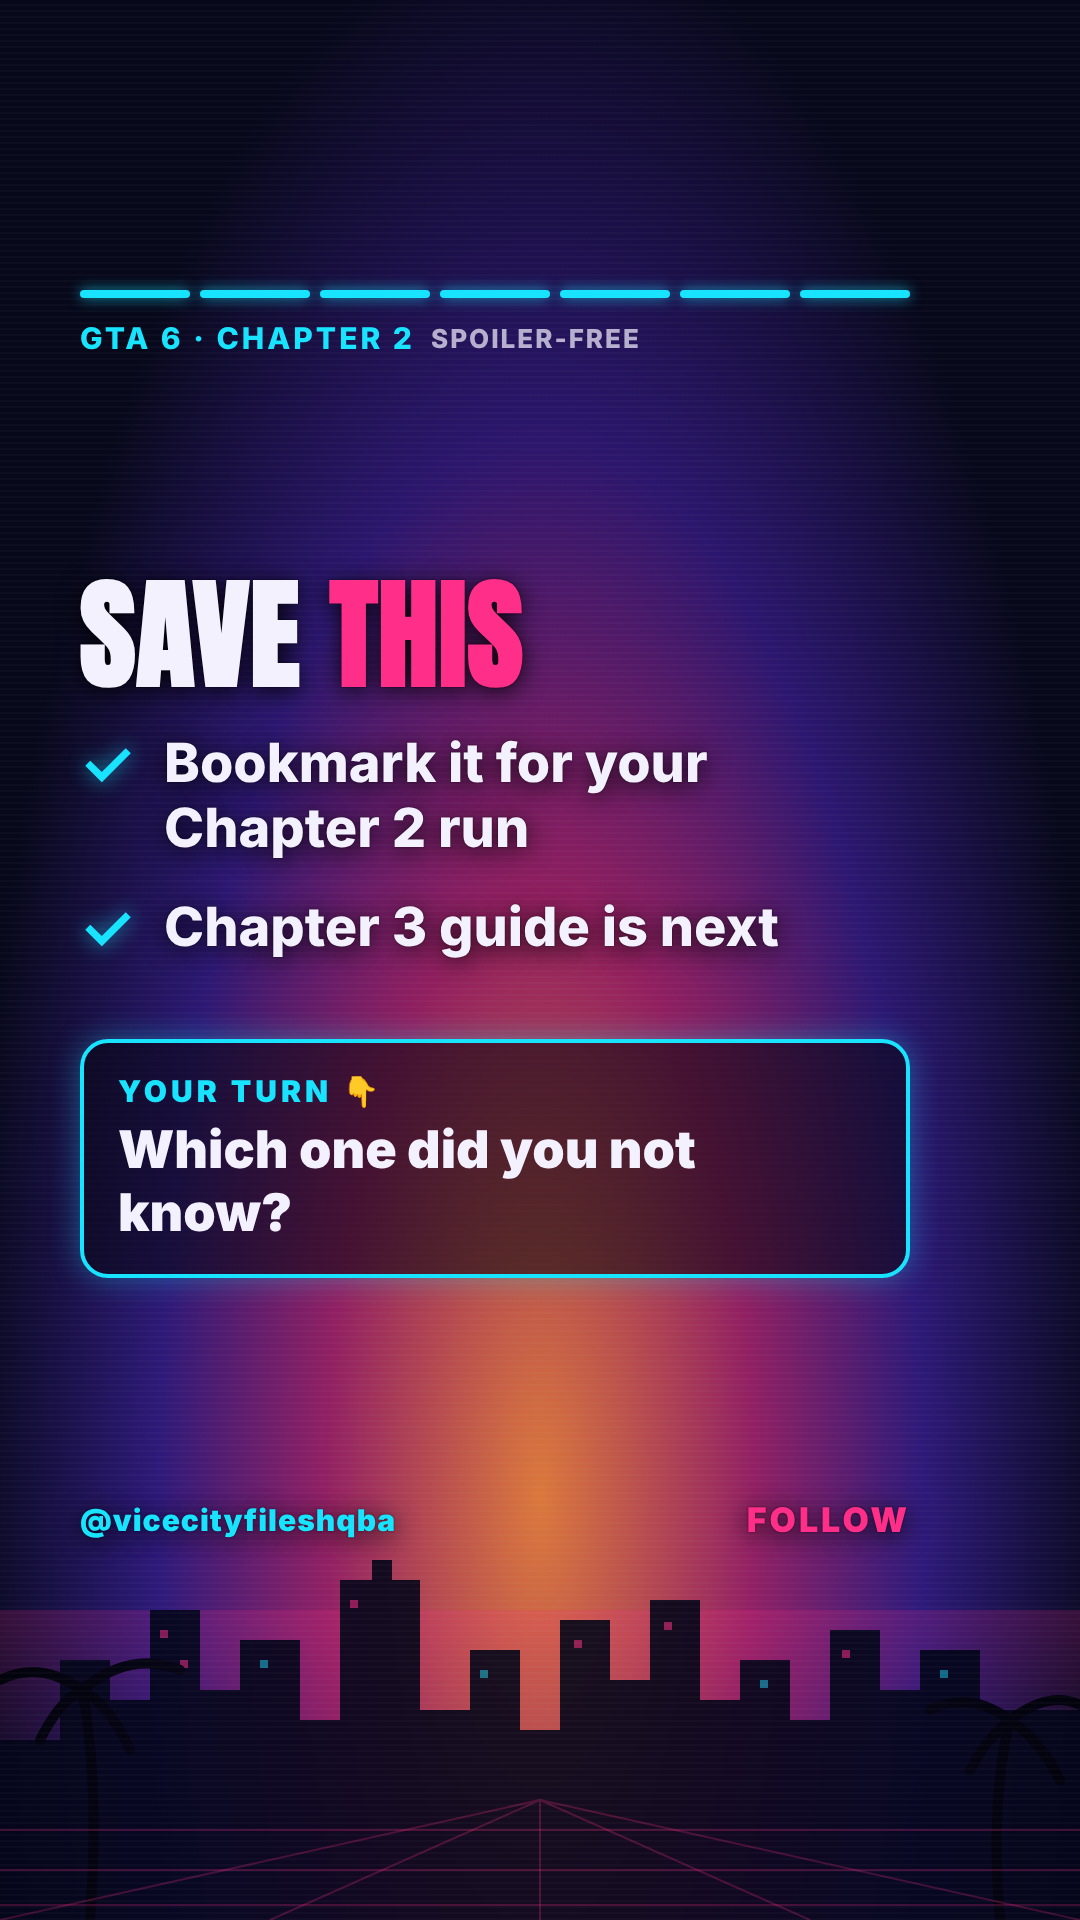 GTA 6 · CHAPTER 2 SPOILER-FREE
SAVE THIS
Bookmark it for your
Chapter 2 run
Chapter 3 guide is next
YOUR TURN 👇
Which one did you not
know?
@vicecityfileshqba
FOLLOW